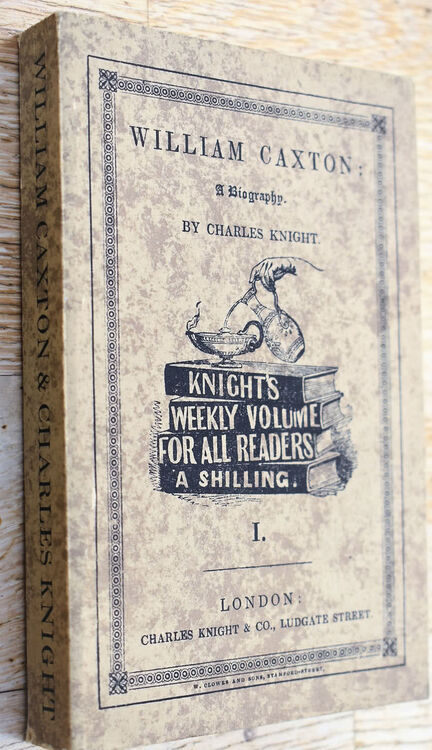 WILLIAM CAXTON & CHARLES KNIGHT
WILLIAM CAXTON:
A Biography.
BY CHARLES KNIGHT.
KNIGHT'S
WEEKLY VOLUME
FOR ALL READERS
A SHILLING.
I.
LONDON:
CHARLES KNIGHT & CO., LUDGATE STREET.
W. CLOWES AND SONS, STAMFORD-STREET.